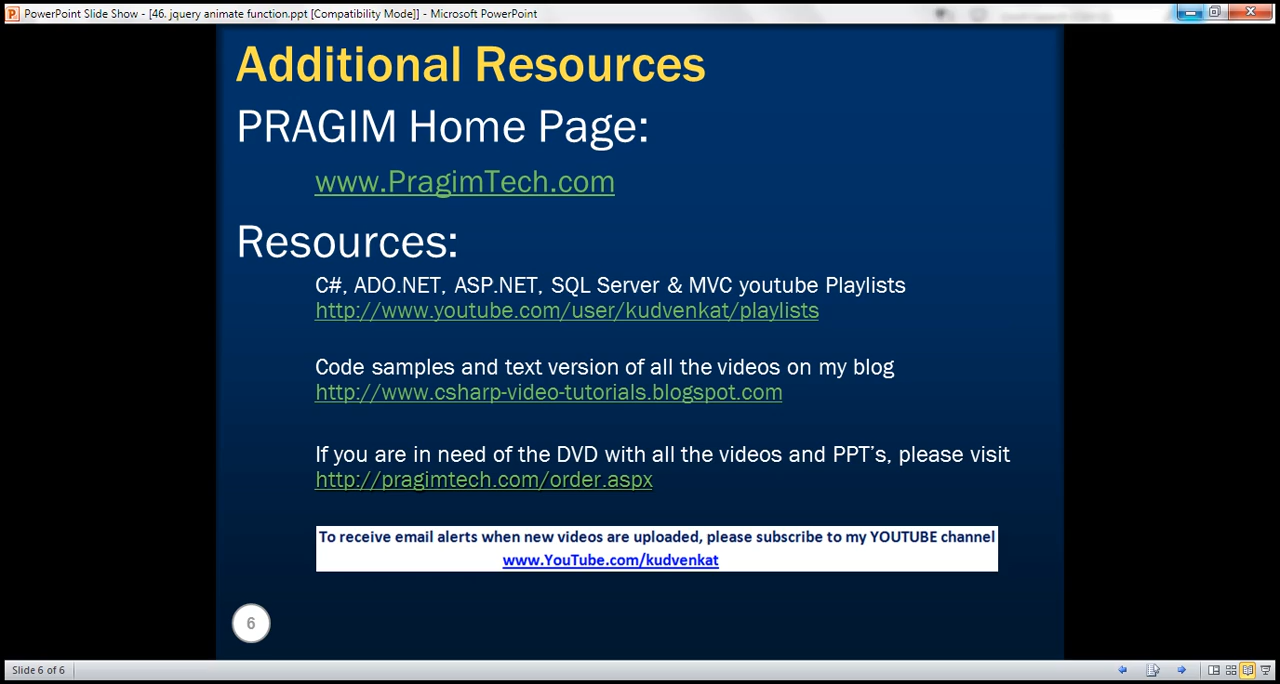 PowerPoint Slide Show - [46. jquery animate function.ppt [Compatibility Mode]] - Microsoft PowerPoint
Additional Resources
PRAGIM Home Page:
www.PragimTech.com
Resources:
C#, ADO.NET, ASP.NET, SQL Server & MVC youtube Playlists
http://www.youtube.com/user/kudvenkat/playlists
Code samples and text version of all the videos on my blog
http://www.csharp-video-tutorials.blogspot.com
If you are in need of the DVD with all the videos and PPT’s, please visit
http://pragimtech.com/order.aspx
To receive email alerts when new videos are uploaded, please subscribe to my YOUTUBE channel
www.YouTube.com/kudvenkat
6
Slide 6 of 6